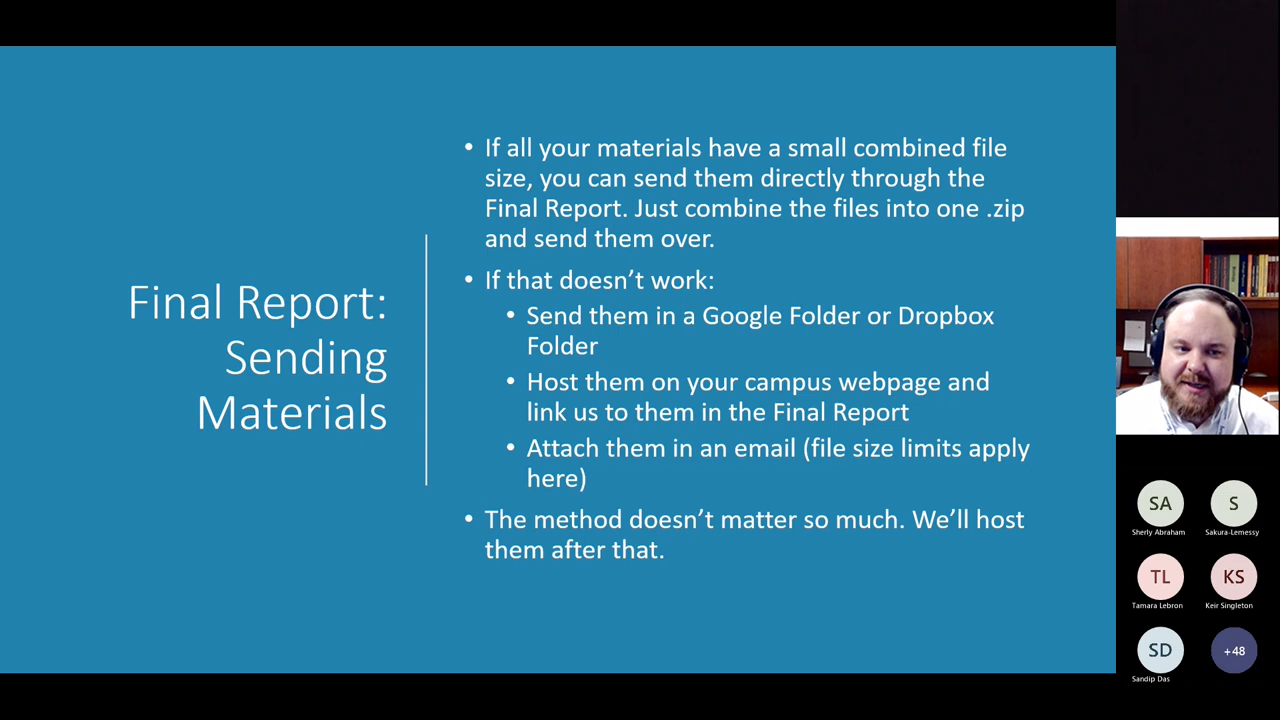 Final Report:
Sending
Materials
• If all your materials have a small combined file
size, you can send them directly through the
Final Report. Just combine the files into one .zip
and send them over.
• If that doesn’t work:
• Send them in a Google Folder or Dropbox
Folder
• Host them on your campus webpage and
link us to them in the Final Report
• Attach them in an email (file size limits apply
here)
• The method doesn’t matter so much. We’ll host
them after that.
SA
Sherly Abraham
S
Sakura-Lemessy
TL
Tamara Lebron
KS
Keir Singleton
SD
Sandip Das
+48